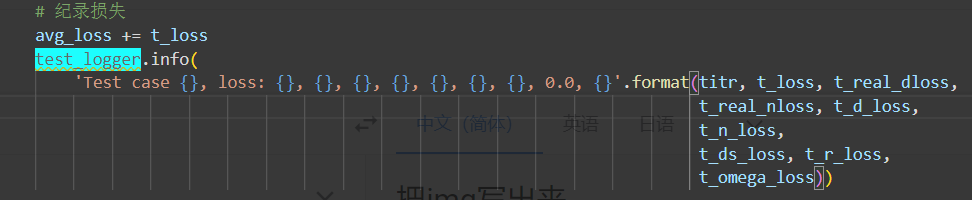 # 纪录损失
avg_loss += t_loss
test_logger.info(
'Test case {}, loss: {}, {}, {}, {}, {}, {}, {}, 0.0, {}'.format(titr, t_loss, t_real_dloss,
t_real_nloss, t_d_loss,
中文（简体） 英语 日语
t_n_loss,
t_ds_loss, t_r_loss,
t_omega_loss))
把img写出来